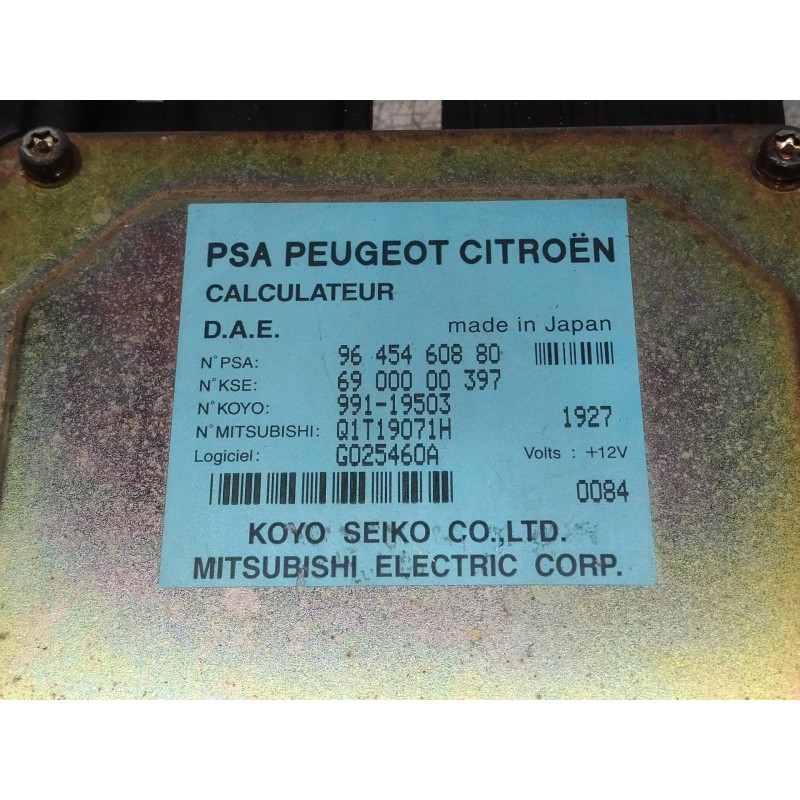 PSA PEUGEOT CITROËN
CALCULATEUR
D.A.E. made in Japan
N°PSA: 96 454 608 80
N°KSE: 69 000 00 397
N°KOYO: 991-19503 1927
N°MITSUBISHI: Q1T19071H
Logiciel: G025460A Volts : +12V
0084
KOYO SEIKO CO.,LTD.
MITSUBISHI ELECTRIC CORP.